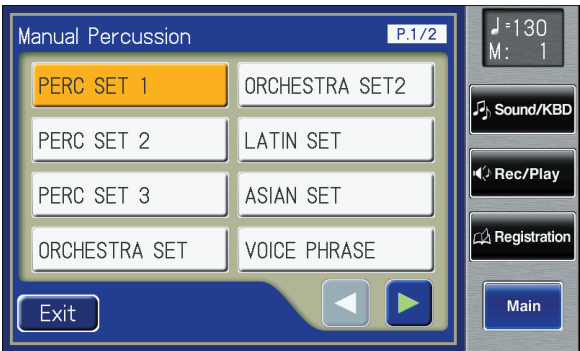 Manual Percussion
P.1/2
PERC SET 1
ORCHESTRA SET2
PERC SET 2
LATIN SET
PERC SET 3
ASIAN SET
ORCHESTRA SET
VOICE PHRASE
Exit
♩=130
M: 1
Sound/KBD
Rec/Play
Registration
Main